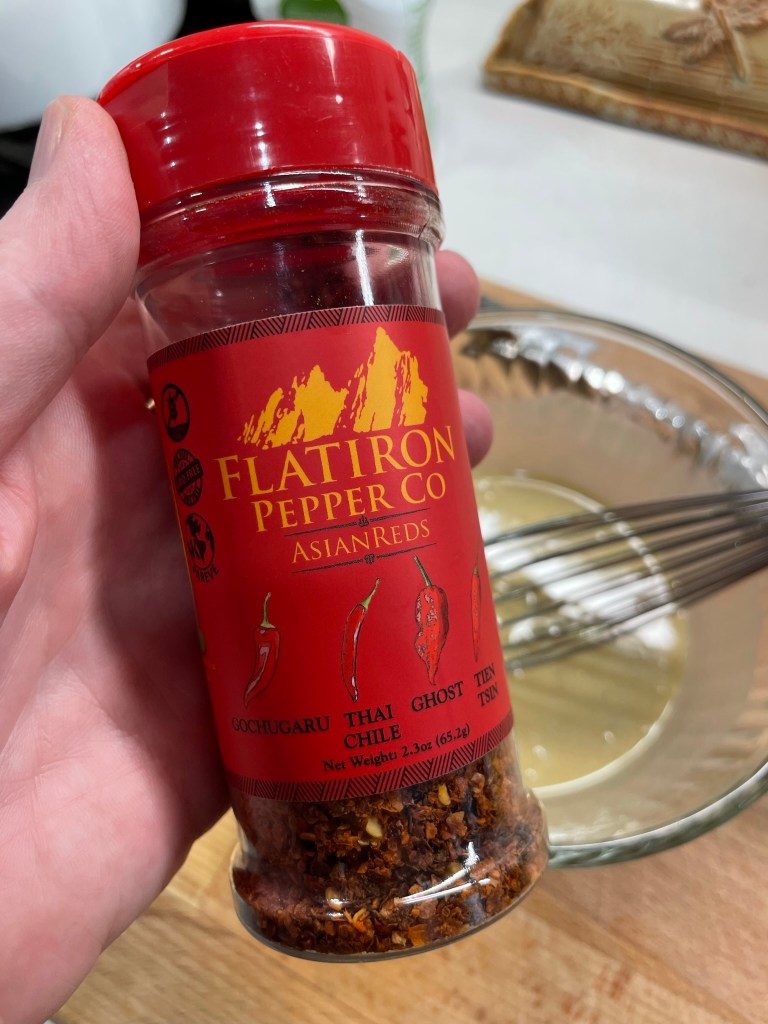 FLATIRON
PEPPER CO
ASIANREDS
GOCHUGARU
THAI
CHILE
GHOST
TIEN
TSIN
Net Weight: 2.3oz (65.2g)